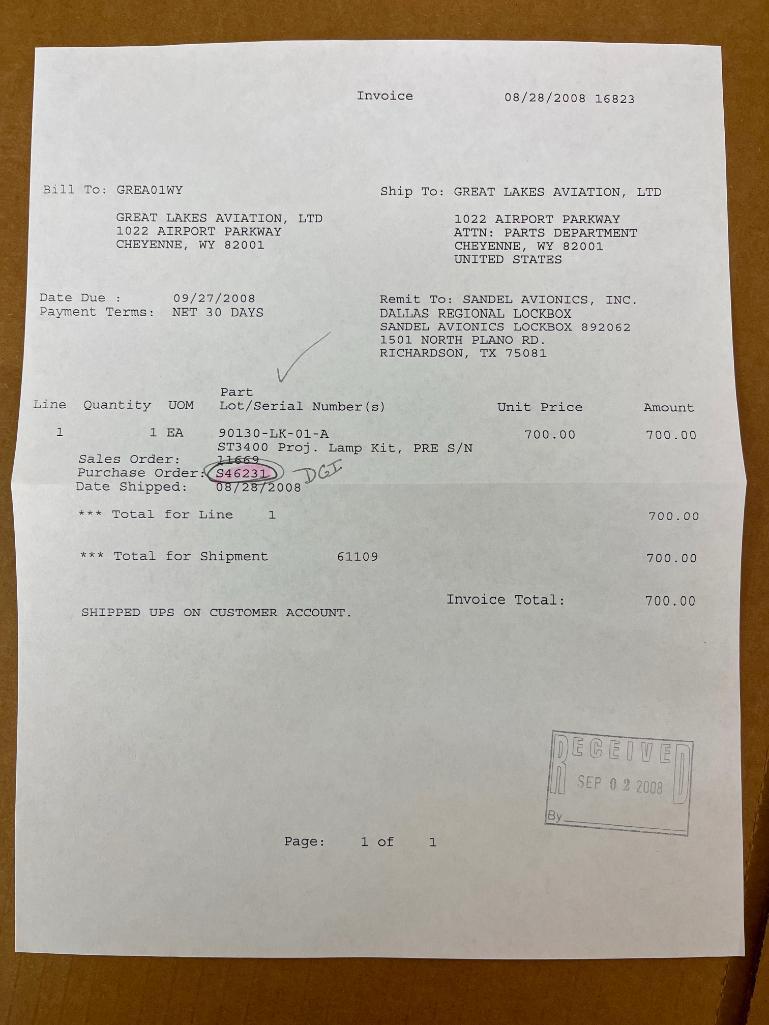 Invoice 08/28/2008 16823
Bill To: GREA01WY
GREAT LAKES AVIATION, LTD
1022 AIRPORT PARKWAY
CHEYENNE, WY 82001
Ship To: GREAT LAKES AVIATION, LTD
1022 AIRPORT PARKWAY
ATTN: PARTS DEPARTMENT
CHEYENNE, WY 82001
UNITED STATES
Date Due : 09/27/2008
Payment Terms: NET 30 DAYS
Remit To: SANDEL AVIONICS, INC.
DALLAS REGIONAL LOCKBOX
SANDEL AVIONICS LOCKBOX 892062
1501 NORTH PLANO RD.
RICHARDSON, TX 75081
Part
Line Quantity UOM Lot/Serial Number(s) Unit Price Amount
1 1 EA 90130-LK-01-A 700.00 700.00
ST3400 Proj. Lamp Kit, PRE S/N
Sales Order: 11669
Purchase Order: S46231 DGI
Date Shipped: 08/28/2008
*** Total for Line 1 700.00
*** Total for Shipment 61109 700.00
Invoice Total: 700.00
SHIPPED UPS ON CUSTOMER ACCOUNT.
RECEIVED
SEP 02 2008
By
Page: 1 of 1